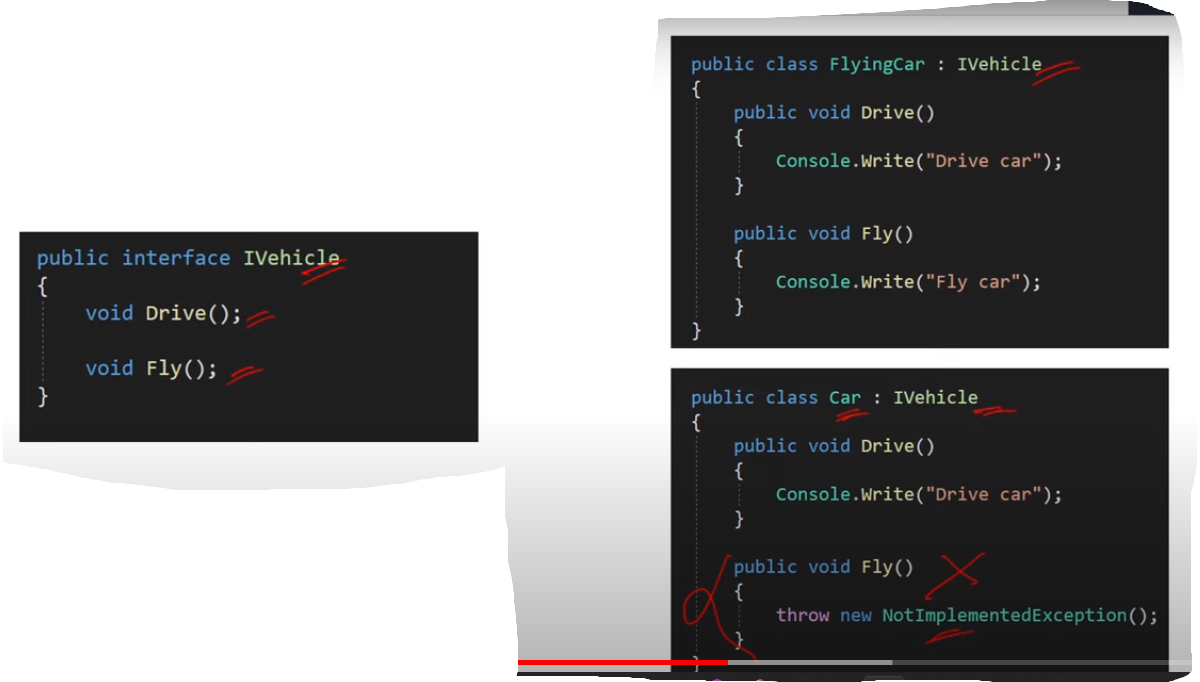 public interface IVehicle
{
void Drive();
void Fly();
}
public class FlyingCar : IVehicle
{
public void Drive()
{
Console.Write("Drive car");
}
public void Fly()
{
Console.Write("Fly car");
}
}
public class Car : IVehicle
{
public void Drive()
{
Console.Write("Drive car");
}
public void Fly()
{
throw new NotImplementedException();
}
}